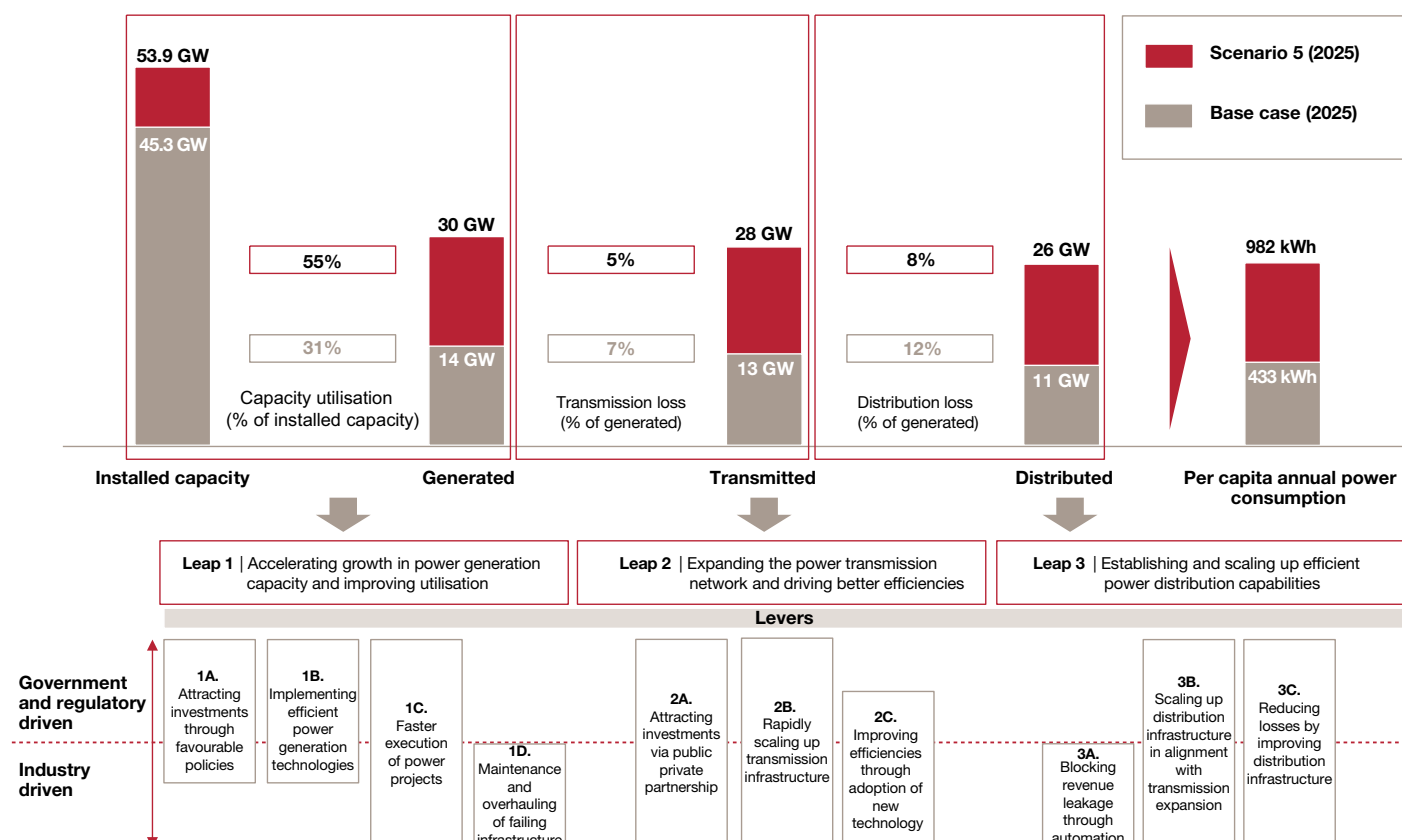 53.9 GW
45.3 GW
Scenario 5 (2025)
Base case (2025)
30 GW
14 GW
28 GW
13 GW
26 GW
11 GW
982 kWh
433 kWh
55%
31%
Capacity utilisation
(% of installed capacity)
5%
7%
Transmission loss
(% of generated)
8%
12%
Distribution loss
(% of generated)
Installed capacity
Generated
Transmitted
Distributed
Per capita annual power
consumption
Leap 1 | Accelerating growth in power generation
capacity and improving utilisation
Leap 2 | Expanding the power transmission
network and driving better efficiencies
Leap 3 | Establishing and scaling up efficient
power distribution capabilities
Levers
Government
and regulatory
driven
Industry
driven
1A.
Attracting
investments
through
favourable
policies
1B.
Implementing
efficient
power
generation
technologies
1C.
Faster
execution
of power
projects
1D.
Maintenance
and
overhauling
of failing
infrastructure
2A.
Attracting
investments
via public
private
partnership
2B.
Rapidly
scaling up
transmission
infrastructure
2C.
Improving
efficiencies
through
adoption of
new
technology
3A.
Blocking
revenue
leakage
through
automation
3B.
Scaling up
distribution
infrastructure
in alignment
with
transmission
expansion
3C.
Reducing
losses by
improving
distribution
infrastructure